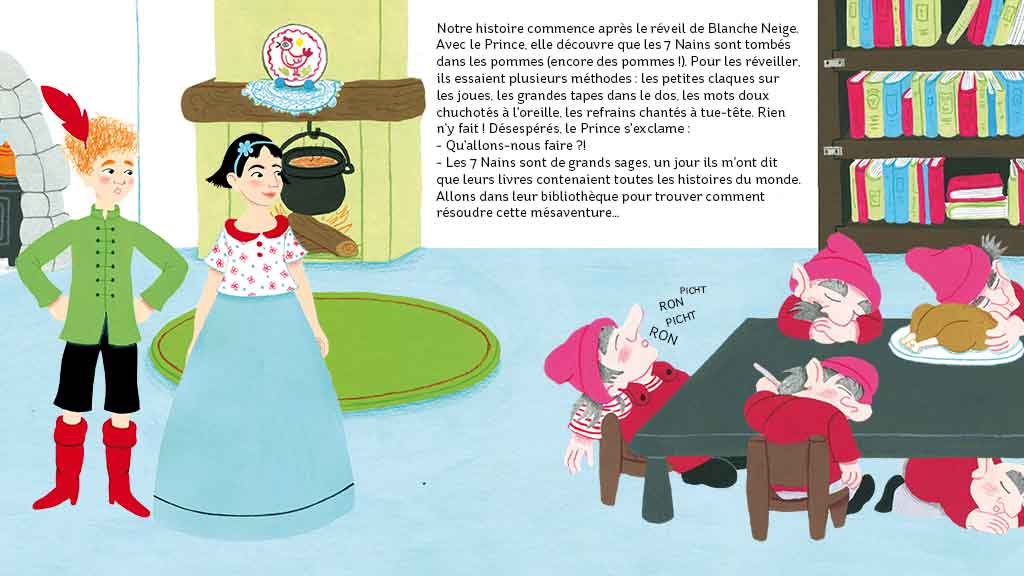 Notre histoire commence après le réveil de Blanche Neige.
Avec le Prince, elle découvre que les 7 Nains sont tombés
dans les pommes (encore des pommes !). Pour les réveiller,
ils essaient plusieurs méthodes : les petites claques sur
les joues, les grandes tapes dans le dos, les mots doux
chuchotés à l'oreille, les refrains chantés à tue-tête. Rien
n'y fait ! Désespérés, le Prince s'exclame :
- Qu'allons-nous faire ?!
- Les 7 Nains sont de grands sages, un jour ils m'ont dit
que leurs livres contenaient toutes les histoires du monde.
Allons dans leur bibliothèque pour trouver comment
résoudre cette mésaventure...
PICHT
RON
PICHT
RON